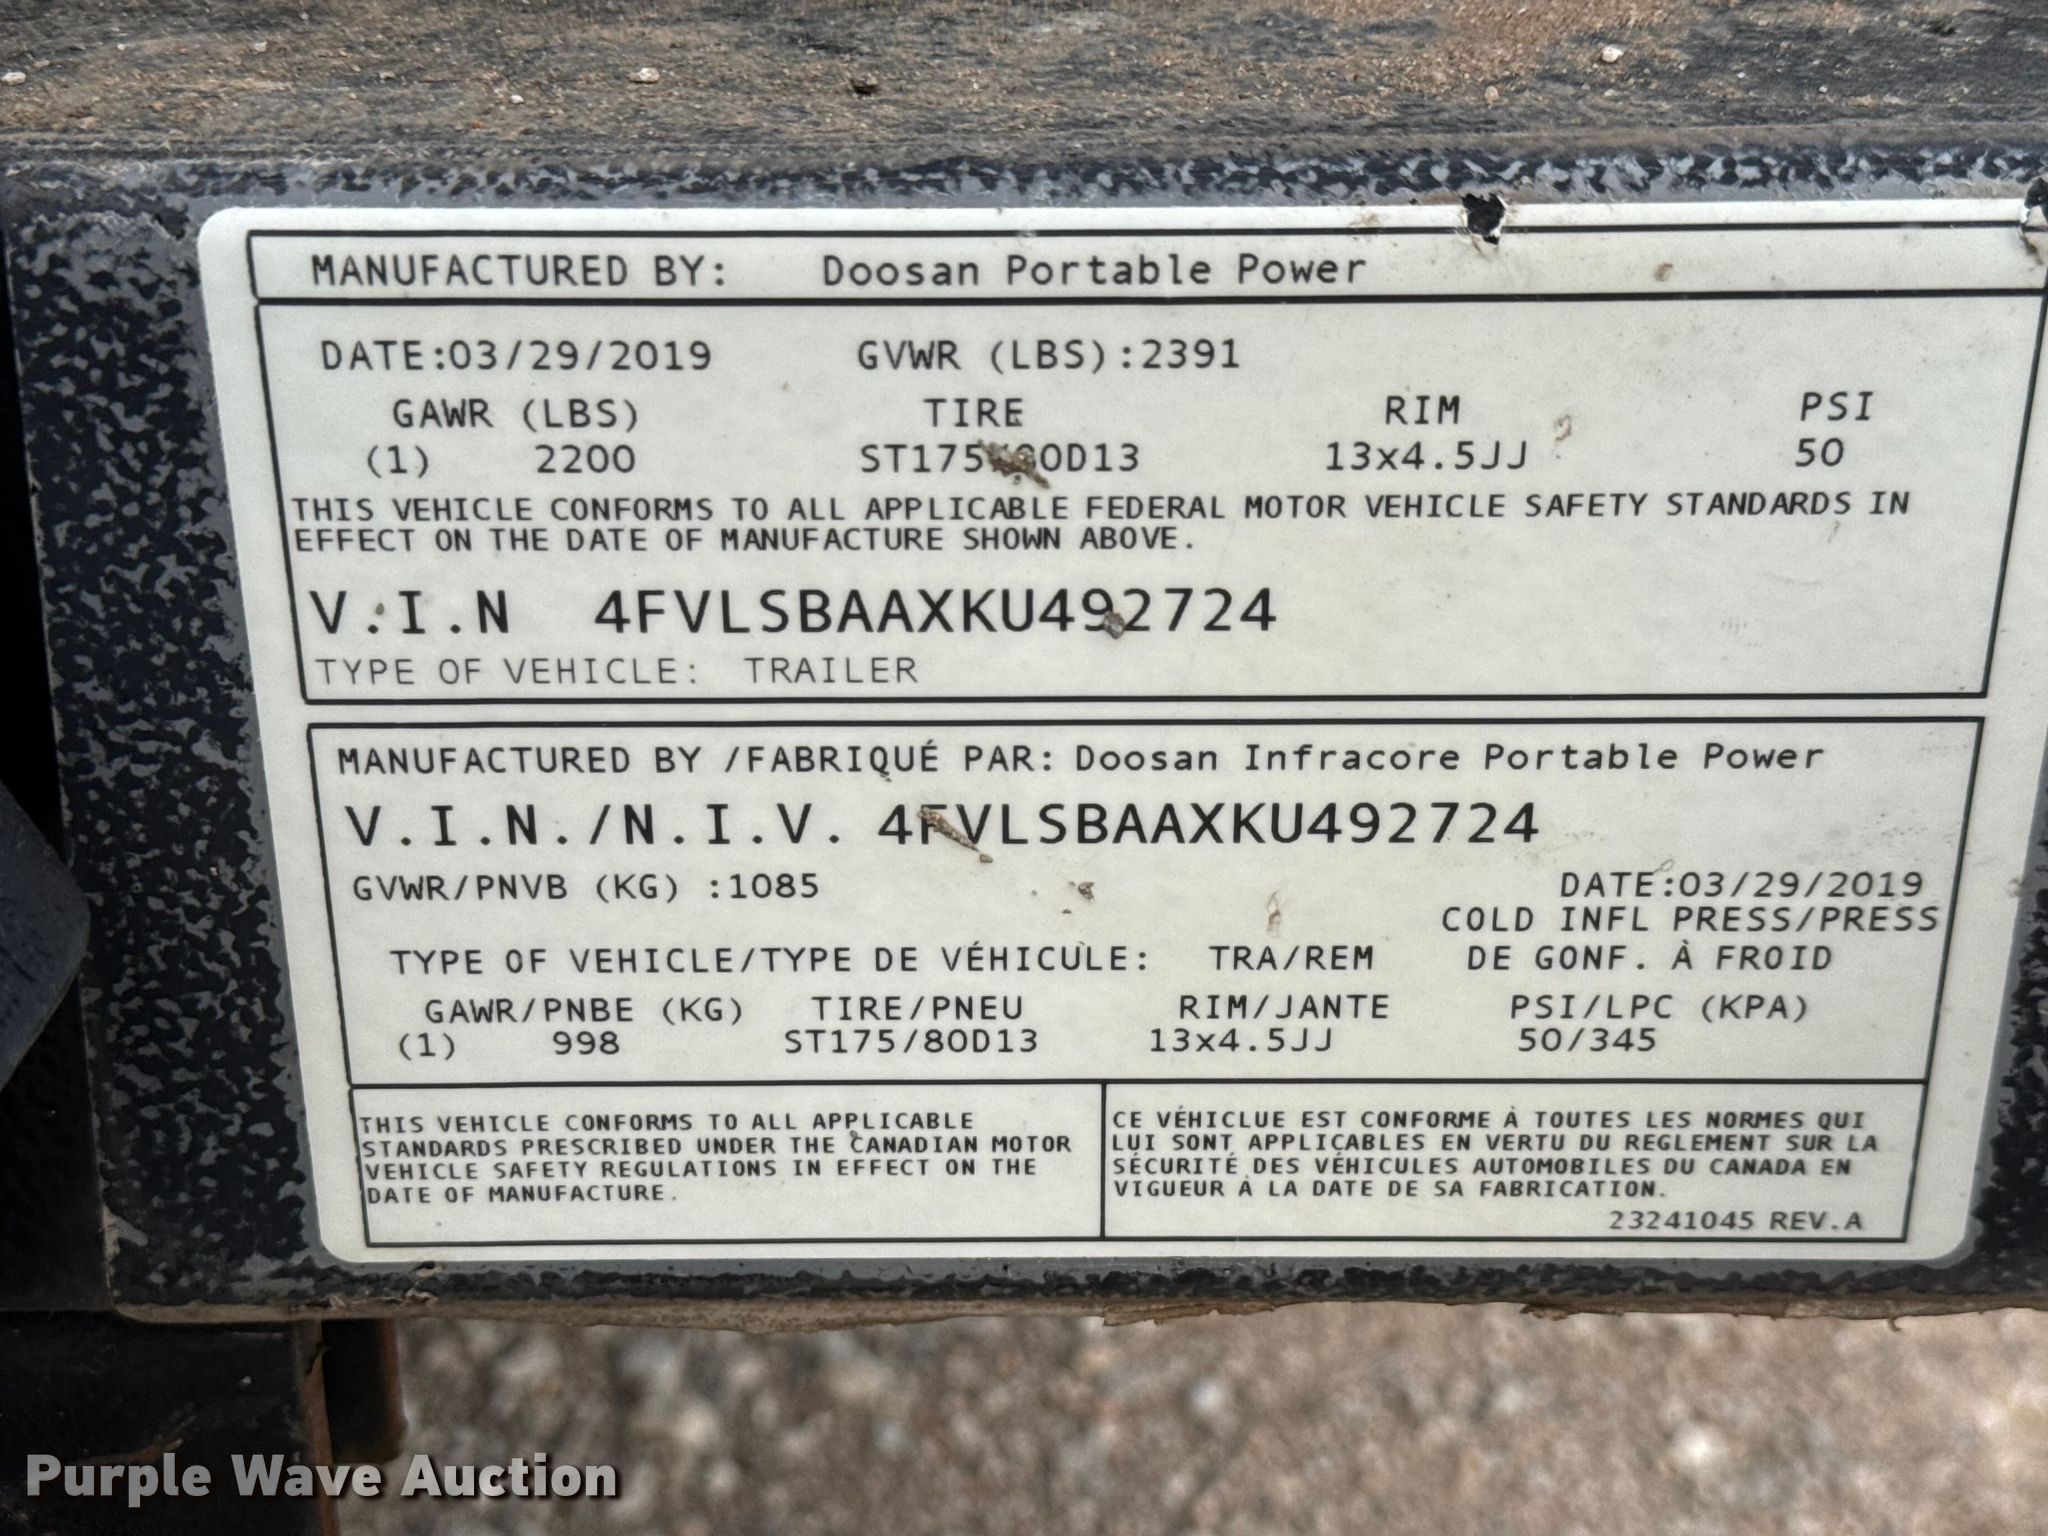 MANUFACTURED BY: Doosan Portable Power
DATE:03/29/2019 GVWR (LBS):2391
GAWR (LBS) TIRE RIM PSI
(1) 2200 ST175/80D13 13x4.5JJ 50
THIS VEHICLE CONFORMS TO ALL APPLICABLE FEDERAL MOTOR VEHICLE SAFETY STANDARDS IN
EFFECT ON THE DATE OF MANUFACTURE SHOWN ABOVE.
V.I.N 4FVLSBAAXKU492724
TYPE OF VEHICLE: TRAILER
MANUFACTURED BY /FABRIQUÉ PAR: Doosan Infracore Portable Power
V.I.N./N.I.V. 4FVLSBAAXKU492724
GVWR/PNVB (KG) :1085 DATE:03/29/2019
COLD INFL PRESS/PRESS
TYPE OF VEHICLE/TYPE DE VÉHICULE: TRA/REM DE GONF. À FROID
GAWR/PNBE (KG) TIRE/PNEU RIM/JANTE PSI/LPC (KPA)
(1) 998 ST175/80D13 13x4.5JJ 50/345
THIS VEHICLE CONFORMS TO ALL APPLICABLE
STANDARDS PRESCRIBED UNDER THE CANADIAN MOTOR
VEHICLE SAFETY REGULATIONS IN EFFECT ON THE
DATE OF MANUFACTURE.
CE VÉHICLUE EST CONFORME À TOUTES LES NORMES QUI
LUI SONT APPLICABLES EN VERTU DU REGLEMENT SUR LA
SÉCURITÉ DES VÉHICULES AUTOMOBILES DU CANADA EN
VIGUEUR À LA DATE DE SA FABRICATION.
23241045 REV.A
Purple Wave Auction